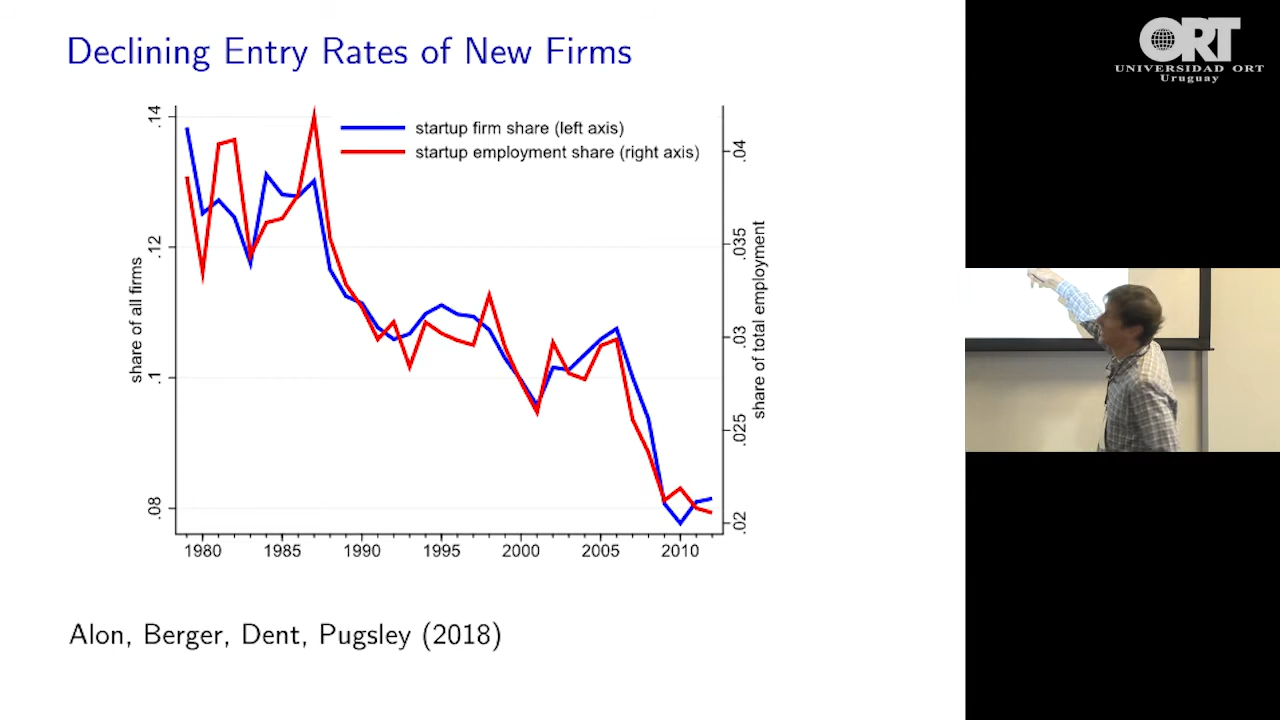 Declining Entry Rates of New Firms
ORT
UNIVERSIDAD ORT
Uruguay
startup firm share (left axis)
startup employment share (right axis)
share of all firms
.14
.12
.1
.08
share of total employment
.04
.035
.03
.025
.02
1980 1985 1990 1995 2000 2005 2010
Alon, Berger, Dent, Pugsley (2018)